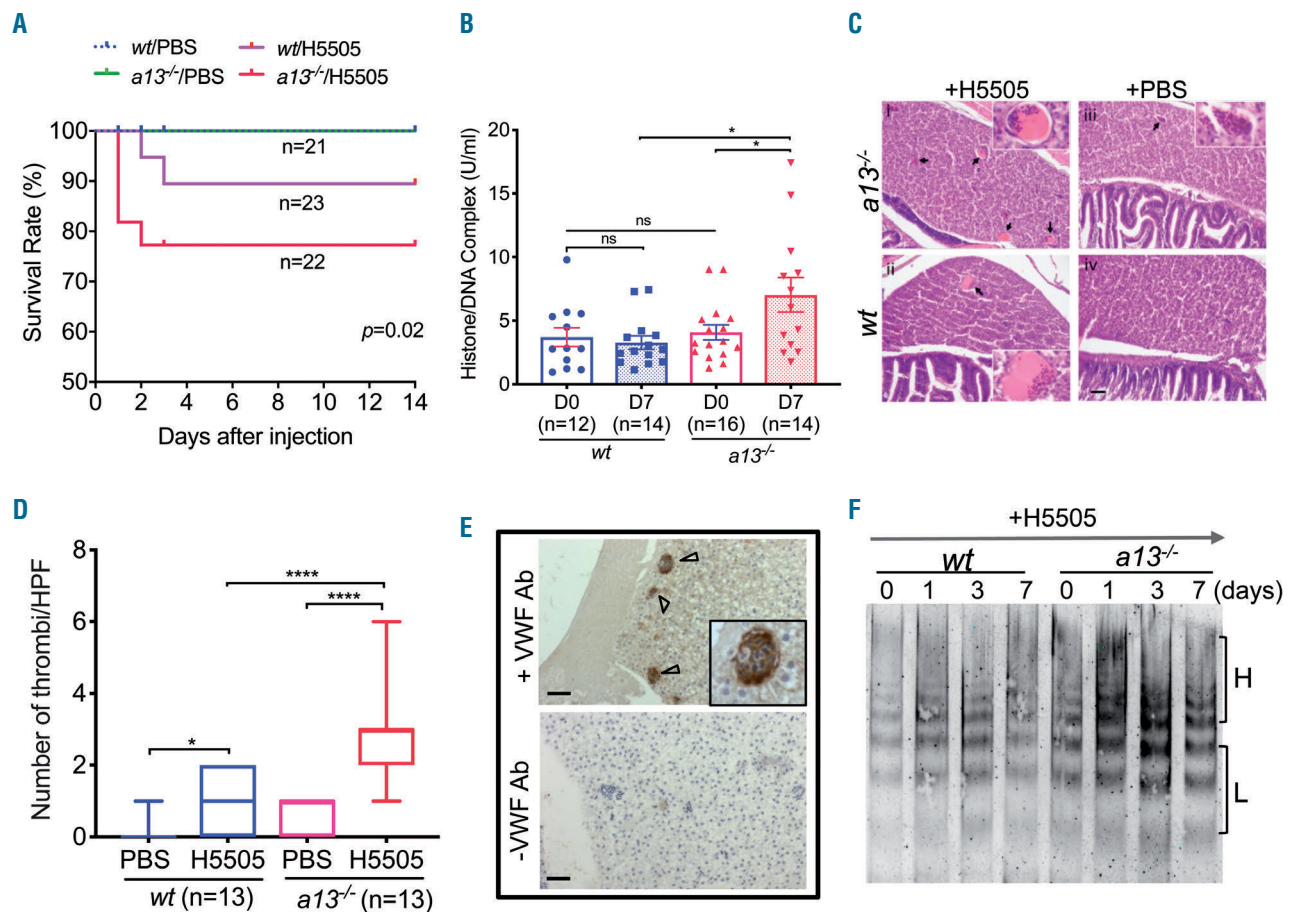 A
wt/PBS
wt/H5505
a13-/-/PBS
a13-/-/H5505
Survival Rate (%)
100
90
80
70
60
50
n=21
n=23
n=22
p=0.02
0 2 4 6 8 10 12 14
Days after injection
B
Histone/DNA Complex (U/ml)
20
15
10
5
0
*
*
ns
ns
D0 D7 D0 D7
(n=12) (n=14) (n=16) (n=14)
wt a13-/-
C
+H5505 +PBS
a13-/-
wt
i
iii
ii
iv
D
Number of thrombi/HPF
8
6
4
2
0
****
****
*
PBS H5505 PBS H5505
wt (n=13) a13-/- (n=13)
E
+ VWF Ab
-VWF Ab
F
+H5505
wt a13-/-
0 1 3 7 0 1 3 7 (days)
H
L